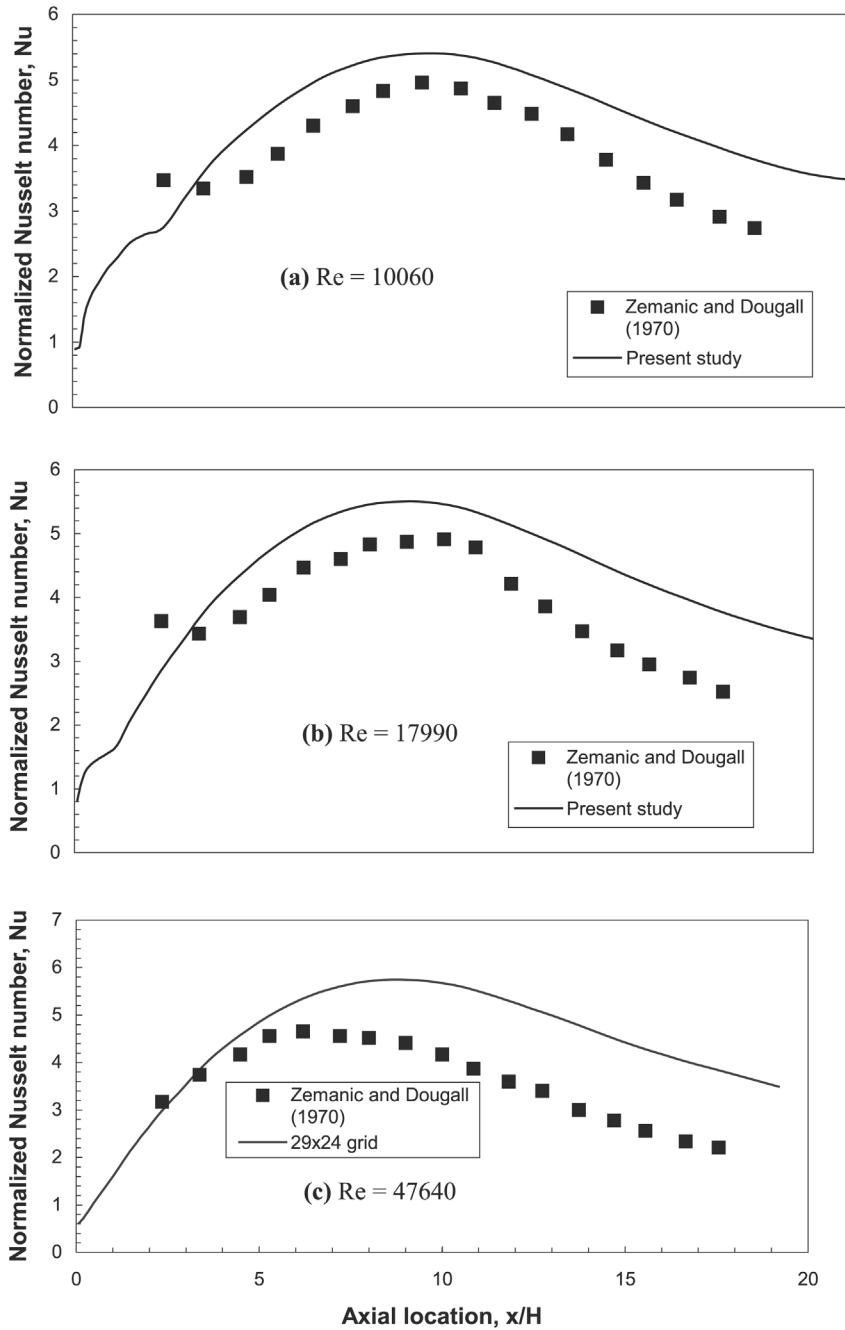 6
5
4
3
2
1
0
Normalized Nusselt number, Nu
(a) Re = 10060
Zemanic and Dougall
(1970)
Present study
6
5
4
3
2
1
0
Normalized Nusselt number, Nu
(b) Re = 17990
Zemanic and Dougall
(1970)
Present study
7
6
5
4
3
2
1
0
Normalized Nusselt number, Nu
Zemanic and Dougall
(1970)
29x24 grid
(c) Re = 47640
0 5 10 15 20
Axial location, x/H